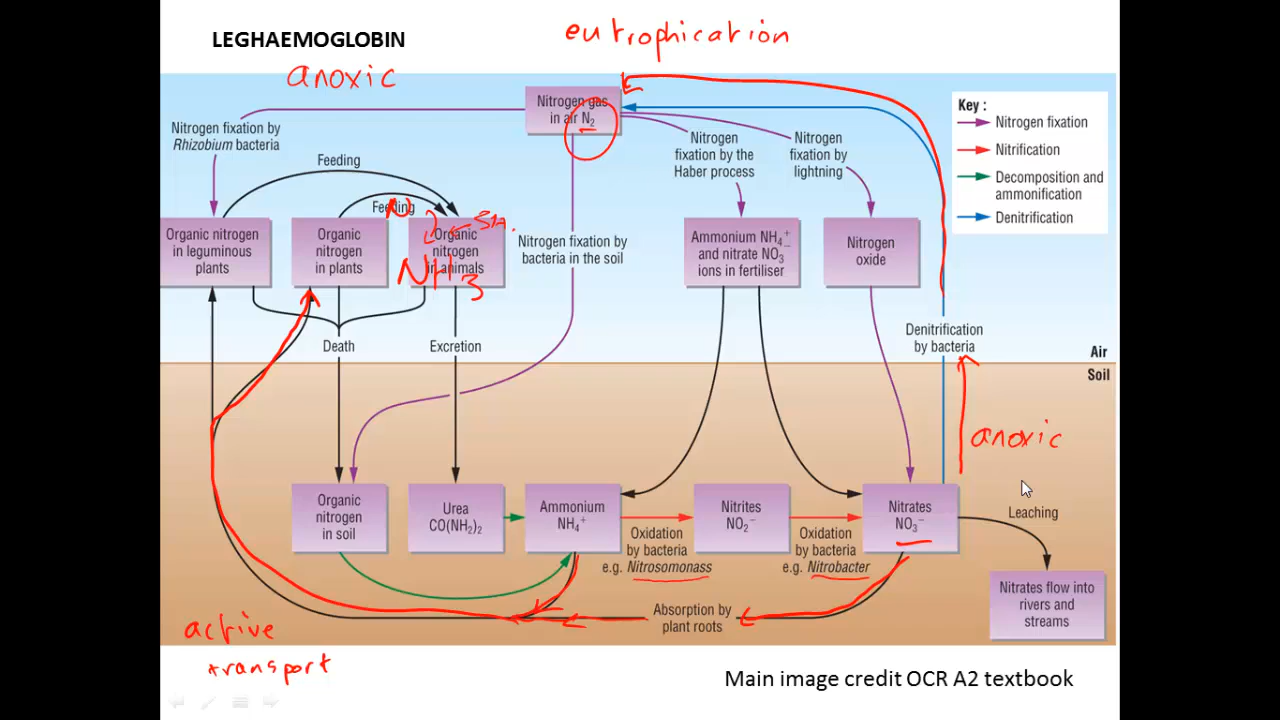 LEGHAEMOGLOBIN
eutrophication
anoxic
Nitrogen gas
in air N₂
Key :
Nitrogen fixation
Nitrification
Decomposition and
ammonification
Denitrification
Nitrogen fixation by
Rhizobium bacteria
Feeding
Feeding
Nitrogen
fixation by the
Haber process
Nitrogen
fixation by
lightning
Organic nitrogen
in leguminous
plants
Organic
nitrogen
in plants
N2
Organic
nitrogen
in animals
NH3
Nitrogen fixation by
bacteria in the soil
Ammonium NH₄⁺
and nitrate NO₃⁻
ions in fertiliser
Nitrogen
oxide
Death
Excretion
Denitrification
by bacteria
Air
Soil
anoxic
Organic
nitrogen
in soil
Urea
CO(NH₂)₂
Ammonium
NH₄⁺
Nitrites
NO₂⁻
Nitrates
NO₃⁻
Leaching
Oxidation
by bacteria
e.g. Nitrosomonass
Oxidation
by bacteria
e.g. Nitrobacter
Nitrates flow into
rivers and
streams
Absorption by
plant roots
active
transport
Main image credit OCR A2 textbook